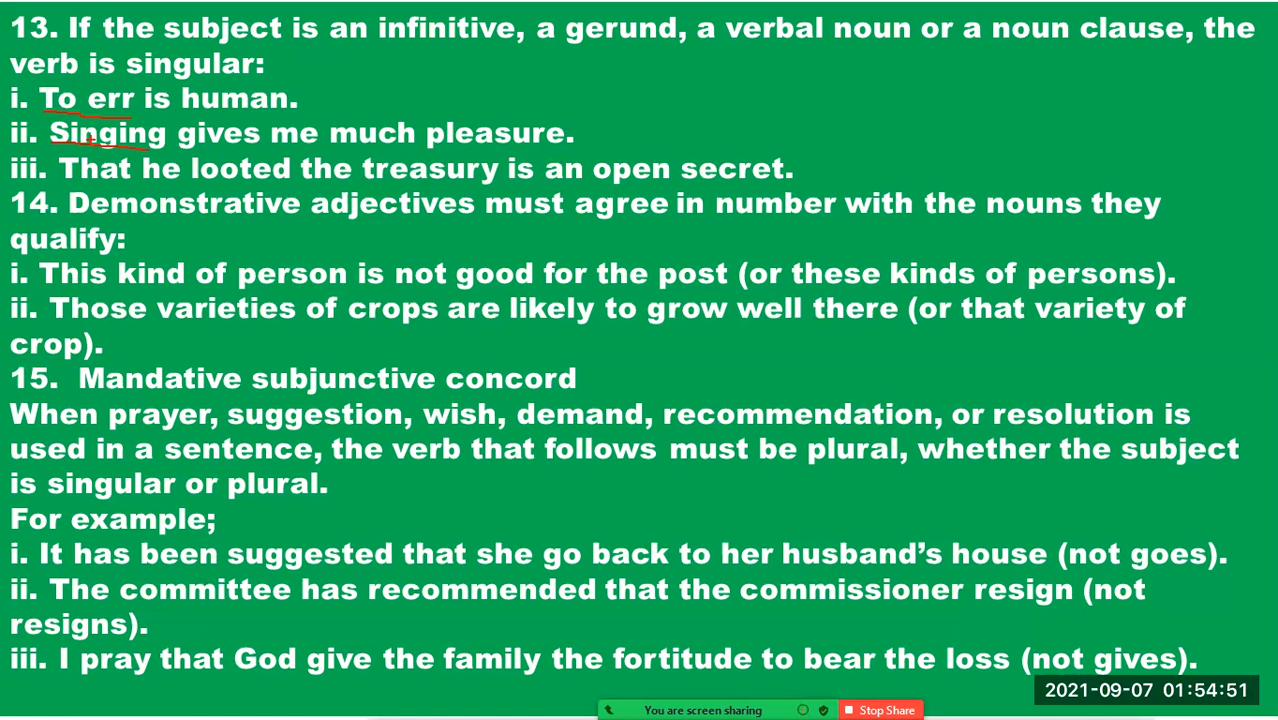 13. If the subject is an infinitive, a gerund, a verbal noun or a noun clause, the
verb is singular:
i. To err is human.
ii. Singing gives me much pleasure.
iii. That he looted the treasury is an open secret.
14. Demonstrative adjectives must agree in number with the nouns they
qualify:
i. This kind of person is not good for the post (or these kinds of persons).
ii. Those varieties of crops are likely to grow well there (or that variety of
crop).
15.  Mandative subjunctive concord
When prayer, suggestion, wish, demand, recommendation, or resolution is
used in a sentence, the verb that follows must be plural, whether the subject
is singular or plural.
For example;
i. It has been suggested that she go back to her husband’s house (not goes).
ii. The committee has recommended that the commissioner resign (not
resigns).
iii. I pray that God give the family the fortitude to bear the loss (not gives).
2021-09-07 01:54:51
You are screen sharing
Stop Share